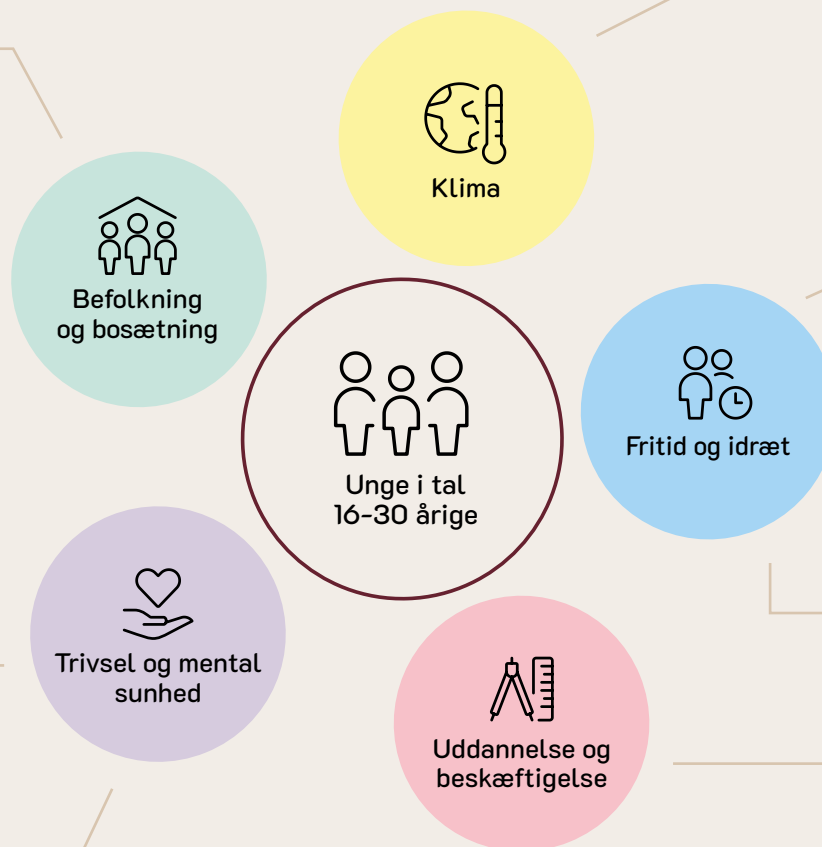 Klima
Befolkning
og bosætning
Fritid og idræt
Unge i tal
16-30 årige
Trivsel og mental
sunhed
Uddannelse og
beskæftigelse